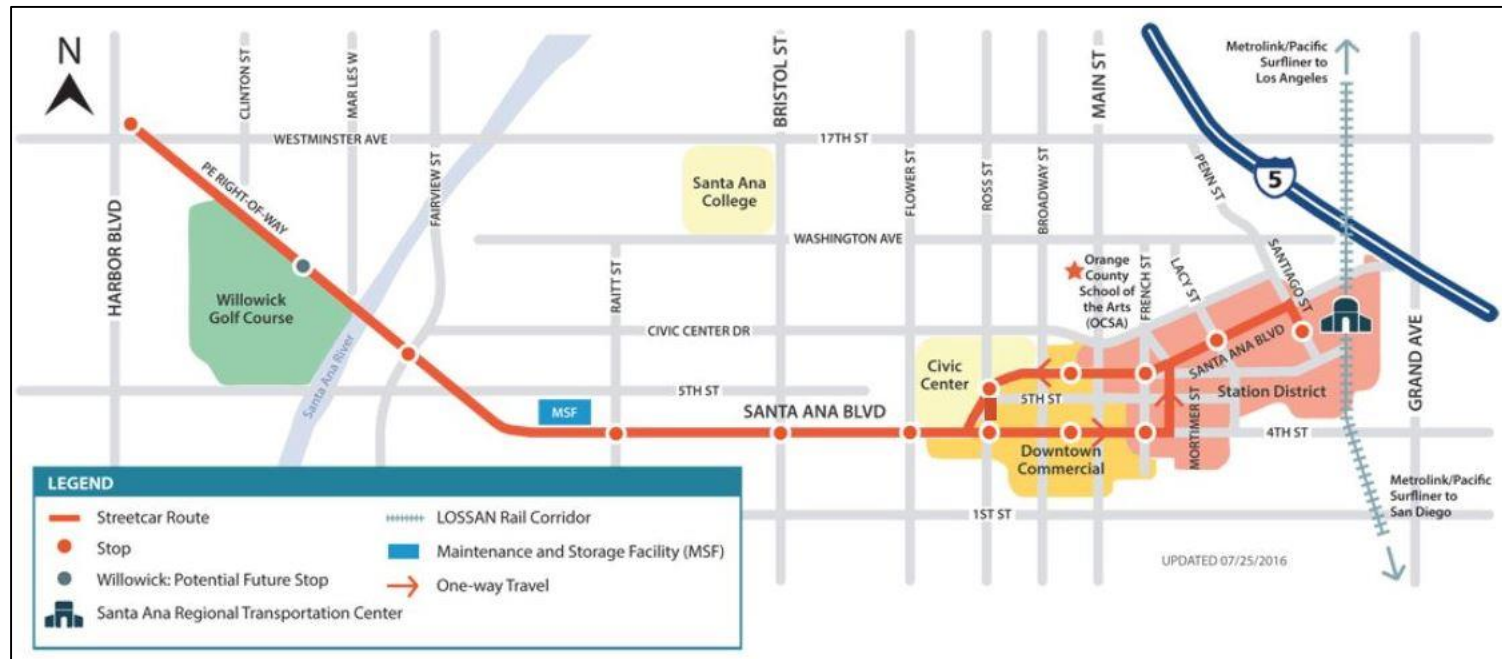 N
HARBOR BLVD
CLINTON ST
MAR LES W
FAIRVIEW ST
WESTMINSTER AVE
PE RIGHT-OF-WAY
Willowick
Golf Course
Santa Ana River
BRISTOL ST
17TH ST
Santa Ana
College
WASHINGTON AVE
RAITT ST
CIVIC CENTER DR
5TH ST
MSF
SANTA ANA BLVD
FLOWER ST
ROSS ST
BROADWAY ST
MAIN ST
Civic
Center
5TH ST
Downtown
Commercial
Orange
County
School of
the Arts
(OCSA)
FRENCH ST
LACY ST
PENN ST
SANTIAGO ST
SANTA ANA BLVD
Station District
MORTIMER ST
4TH ST
1ST ST
5
Metrolink/Pacific
Surfliner to
Los Angeles
GRAND AVE
Metrolink/Pacific
Surfliner to
San Diego
UPDATED 07/25/2016
LEGEND
Streetcar Route
Stop
Willowick: Potential Future Stop
Santa Ana Regional Transportation Center
LOSSAN Rail Corridor
Maintenance and Storage Facility (MSF)
One-way Travel